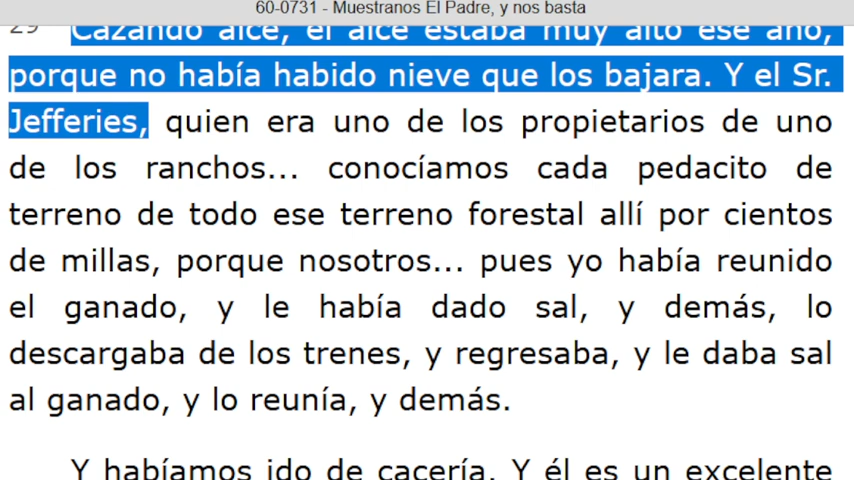 60-0731 - Muestranos El Padre, y nos basta
29 Cazando alce, el alce estaba muy alto ese año,
porque no había habido nieve que los bajara. Y el Sr.
Jefferies, quien era uno de los propietarios de uno
de los ranchos... conocíamos cada pedacito de
terreno de todo ese terreno forestal allí por cientos
de millas, porque nosotros... pues yo había reunido
el ganado, y le había dado sal, y demás, lo
descargaba de los trenes, y regresaba, y le daba sal
al ganado, y lo reunía, y demás.
Y habíamos ido de cacería. Y él es un excelente